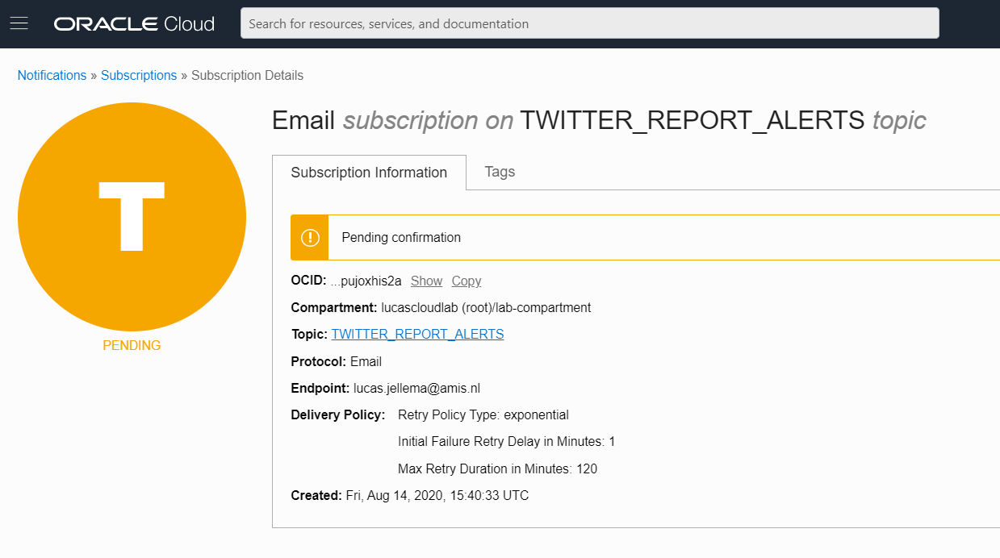 ORACLE Cloud
Search for resources, services, and documentation
Notifications » Subscriptions » Subscription Details
T
PENDING
Email subscription on TWITTER_REPORT_ALERTS topic
Subscription Information
Tags
Pending confirmation
OCID: ...pujoxhis2a Show Copy
Compartment: lucascloudlab (root)/lab-compartment
Topic: TWITTER_REPORT_ALERTS
Protocol: Email
Endpoint: lucas.jellema@amis.nl
Delivery Policy: Retry Policy Type: exponential
Initial Failure Retry Delay in Minutes: 1
Max Retry Duration in Minutes: 120
Created: Fri, Aug 14, 2020, 15:40:33 UTC